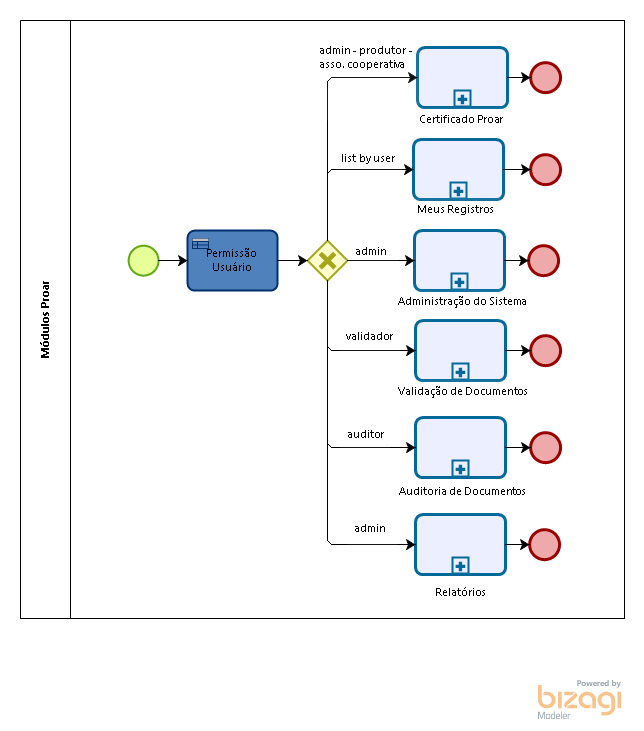 Módulos Proar
admin - produtor -
asso. cooperativa
Certificado Proar
list by user
Meus Registros
Permissão
Usuário
admin
Administração do Sistema
validador
Validação de Documentos
auditor
Auditoria de Documentos
admin
Relatórios
Powered by
bizagi
Modeler